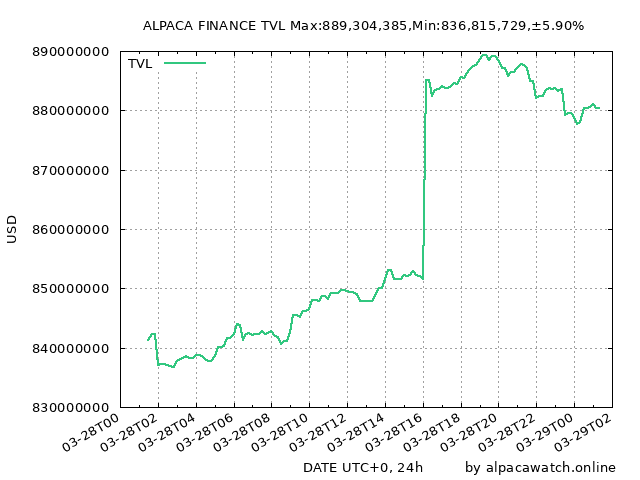 ALPACA FINANCE TVL Max:889,304,385,Min:836,815,729,±5.90%
890000000
TVL
880000000
870000000
860000000
USD
850000000
840000000
830000000
03-28T00
03-28T02
03-28T04
03-28T06
03-28T08
03-28T10
03-28T12
03-28T14
03-28T16
03-28T18
03-28T20
03-28T22
03-29T00
03-29T02
DATE UTC+0, 24h
by alpacawatch.online